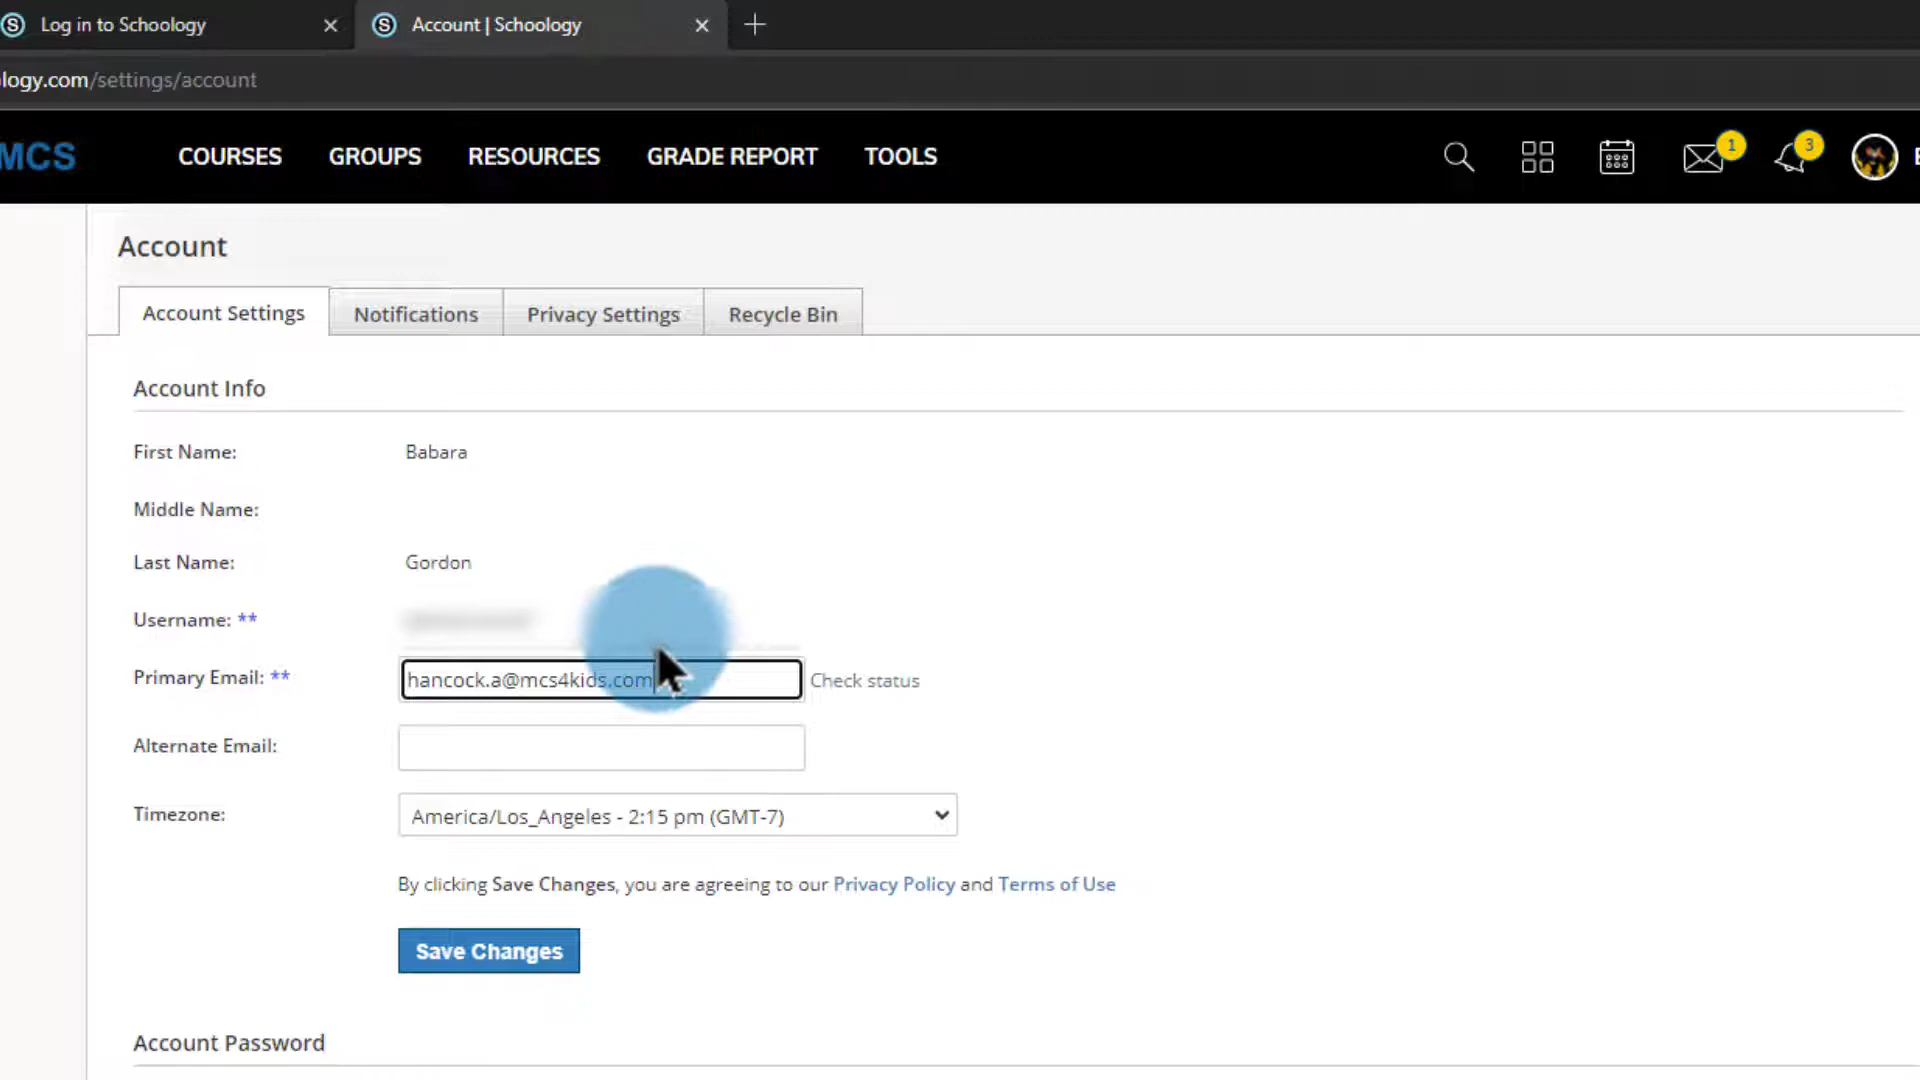 Log in to Schoology
Account | Schoology
logy.com/settings/account
MCS COURSES GROUPS RESOURCES GRADE REPORT TOOLS 1 3
Account
Account Settings Notifications Privacy Settings Recycle Bin
Account Info
First Name: Babara
Middle Name:
Last Name: Gordon
Username: **
Primary Email: ** hancock.a@mcs4kids.com Check status
Alternate Email:
Timezone: America/Los_Angeles - 2:15 pm (GMT-7)
By clicking Save Changes, you are agreeing to our Privacy Policy and Terms of Use
Save Changes
Account Password